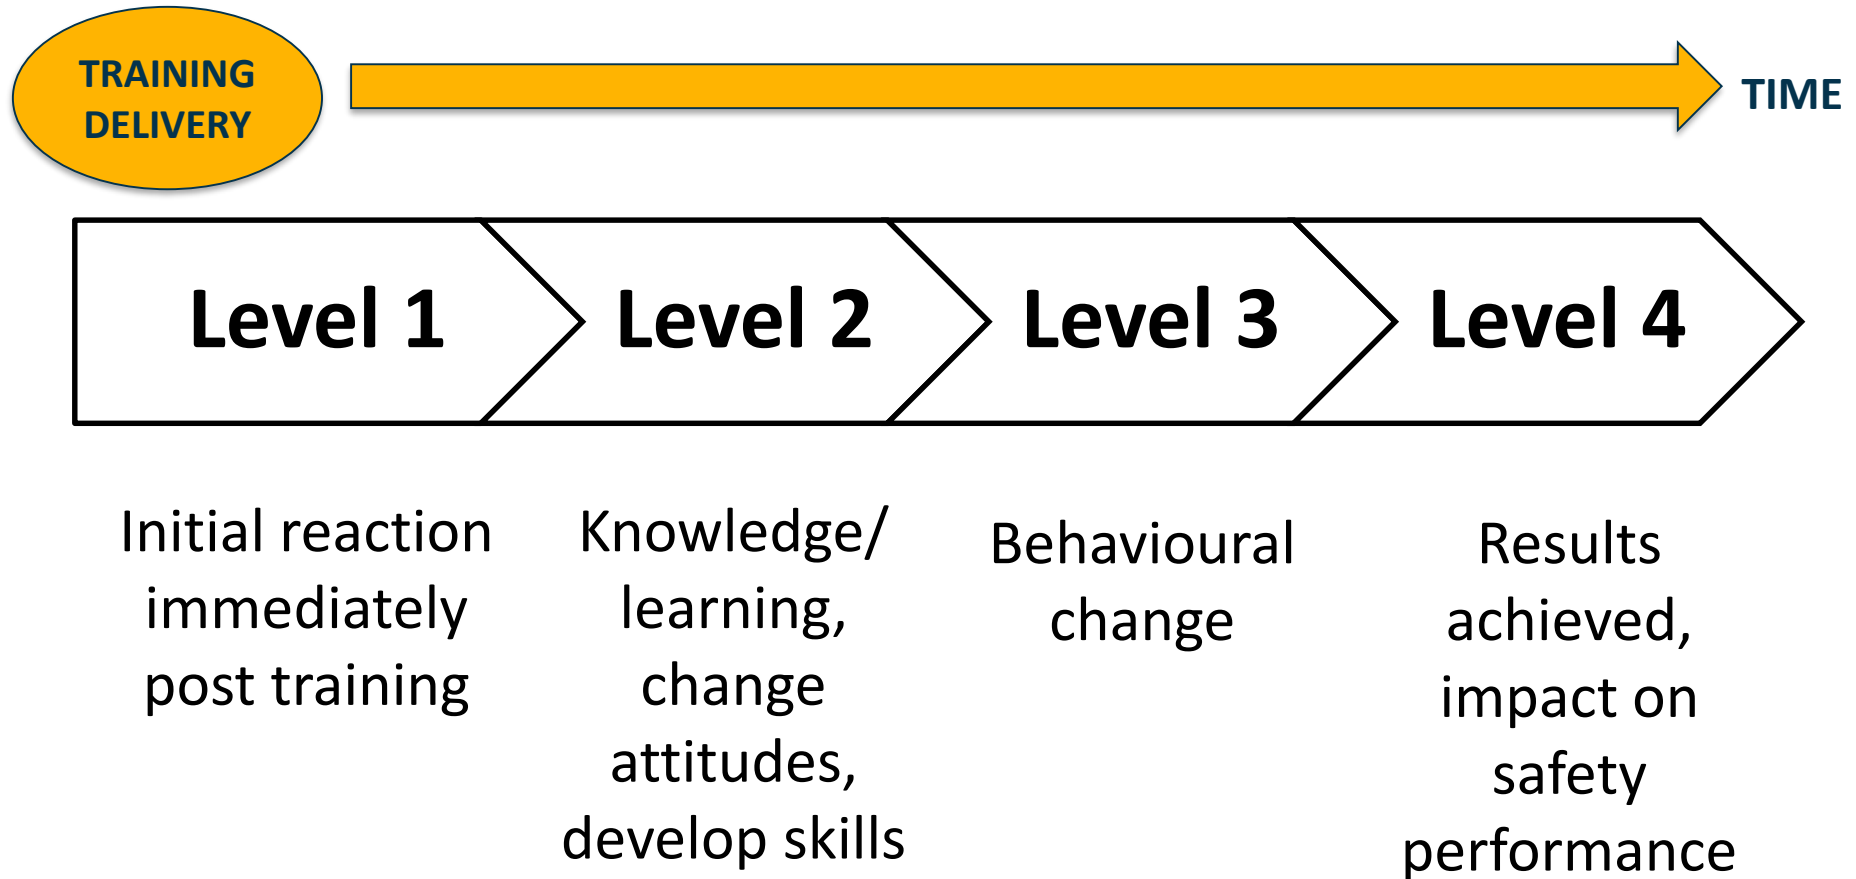 TRAINING
DELIVERY
TIME
Level 1
Level 2
Level 3
Level 4
Initial reaction
immediately
post training
Knowledge/
learning,
change
attitudes,
develop skills
Behavioural
change
Results
achieved,
impact on
safety
performance